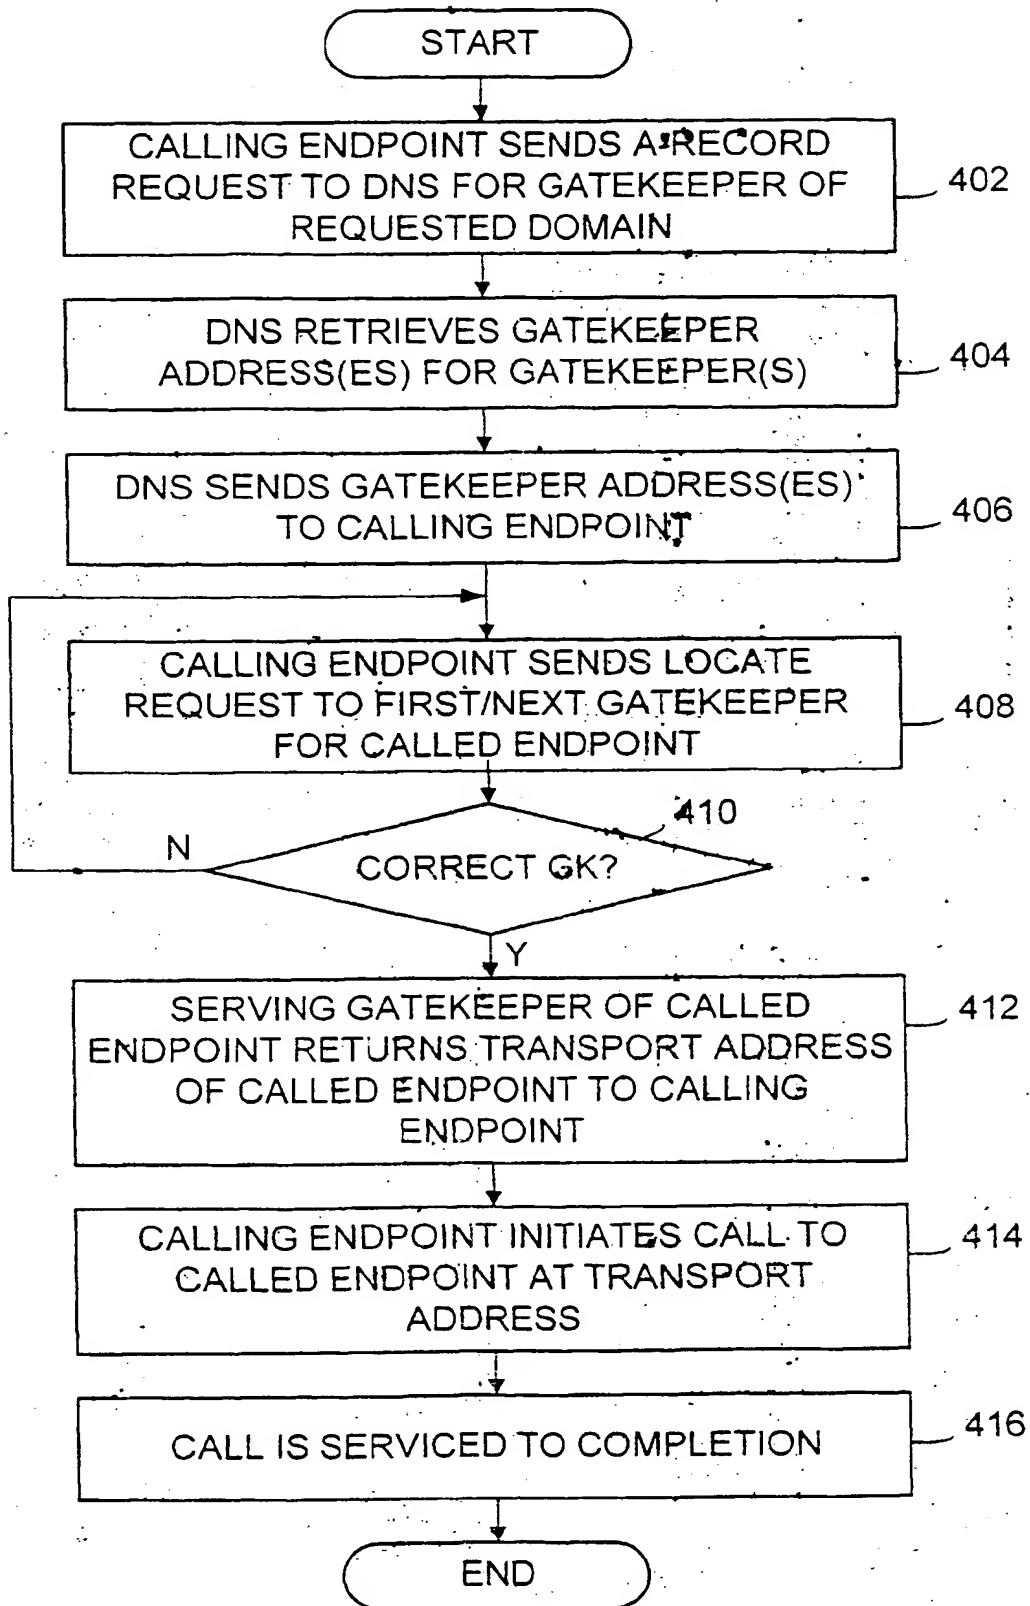 START
CALLING ENDPOINT SENDS A RECORD
REQUEST TO DNS FOR GATEKEEPER OF
REQUESTED DOMAIN
402
DNS RETRIEVES GATEKEEPER
ADDRESS(ES) FOR GATEKEEPER(S)
404
DNS SENDS GATEKEEPER ADDRESS(ES)
TO CALLING ENDPOINT
406
CALLING ENDPOINT SENDS LOCATE
REQUEST TO FIRST/NEXT GATEKEEPER
FOR CALLED ENDPOINT
408
410
N
CORRECT GK?
Y
SERVING GATEKEEPER OF CALLED
ENDPOINT RETURNS TRANSPORT ADDRESS
OF CALLED ENDPOINT TO CALLING
ENDPOINT
412
CALLING ENDPOINT INITIATES CALL TO
CALLED ENDPOINT AT TRANSPORT
ADDRESS
414
CALL IS SERVICED TO COMPLETION
416
END